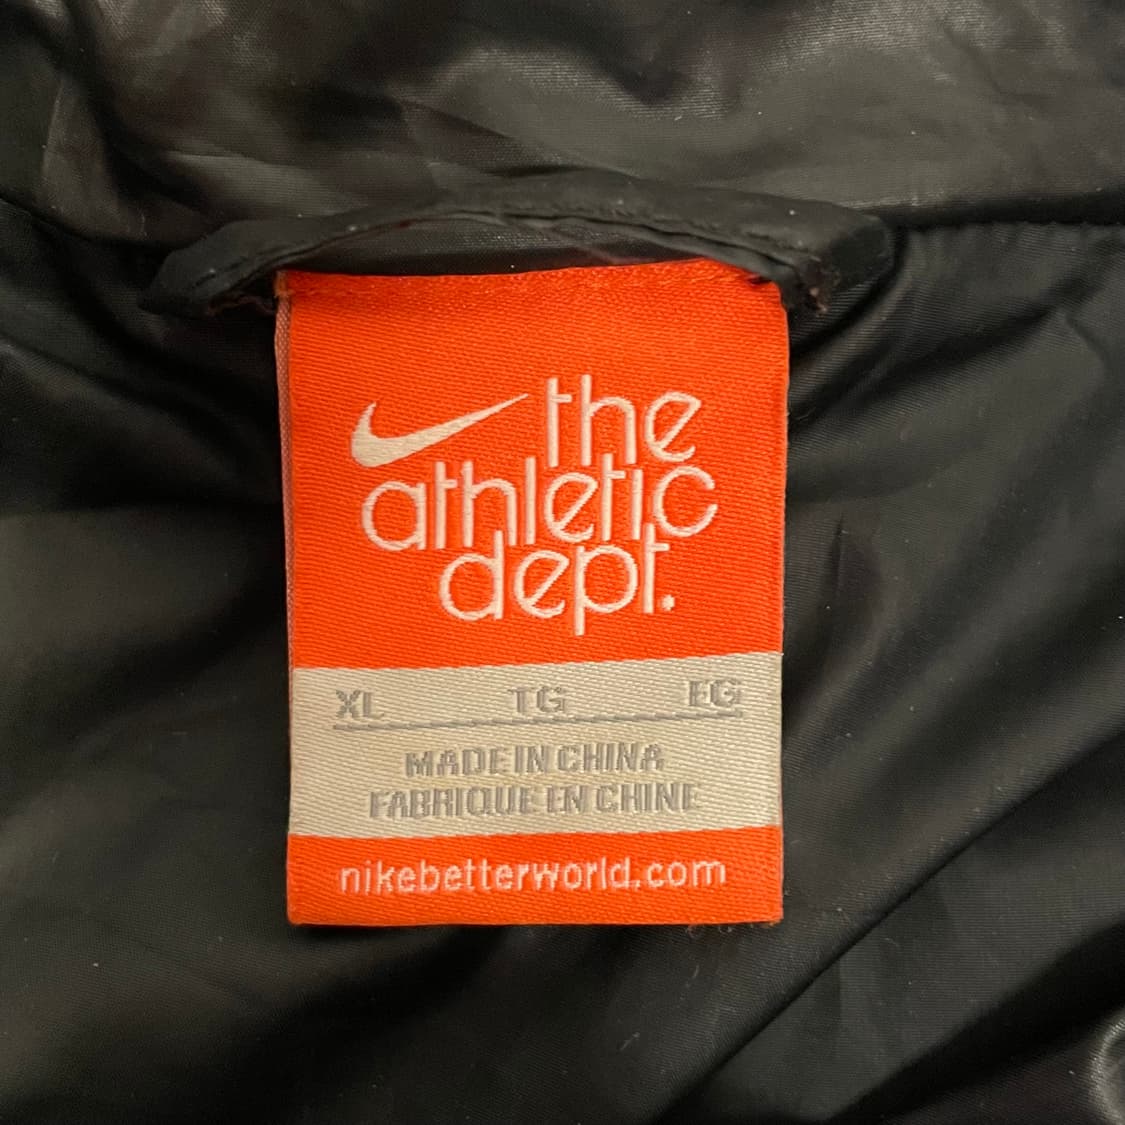 the
athletic
dept.
XL TG EG
MADE IN CHINA
FABRIQUE EN CHINE
nikebetterworld.com